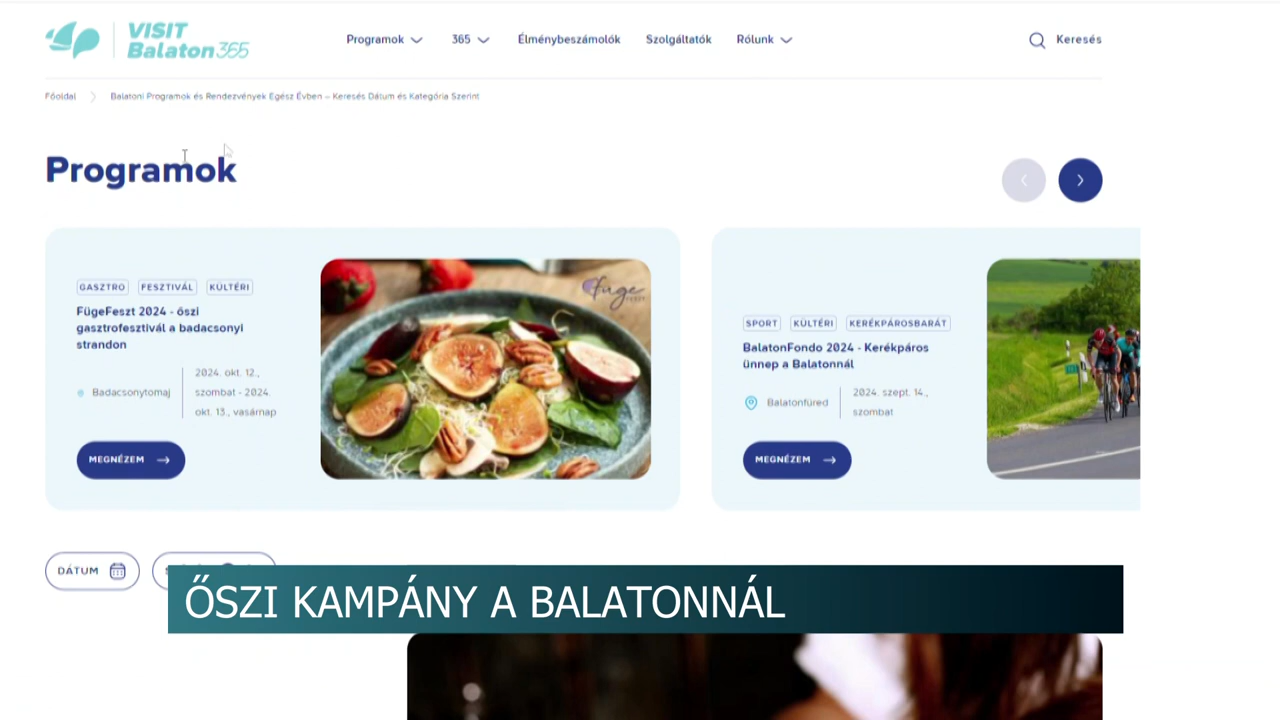 VISIT
Balaton365
Programok
365
Élménybeszámolók
Szolgáltatók
Rólunk
Keresés
Főoldal
Balatoni Programok és Rendezvények Egész Évben – Keresés Dátum és Kategória Szerint
Programok
GASZTRO
FESZTIVÁL
KÜLTÉRI
FügeFeszt 2024 - őszi
gasztrofesztivál a badacsonyi
strandon
Badacsonytomaj
2024. okt. 12.,
szombat - 2024.
okt. 13., vasárnap
MEGNÉZEM
Füge
FESZT
SPORT
KÜLTÉRI
KERÉKPÁROSBARÁT
BalatonFondo 2024 - Kerékpáros
ünnep a Balatonnál
Balatonfüred
2024. szept. 14.,
szombat
MEGNÉZEM
DÁTUM
ŐSZI KAMPÁNY A BALATONNÁL